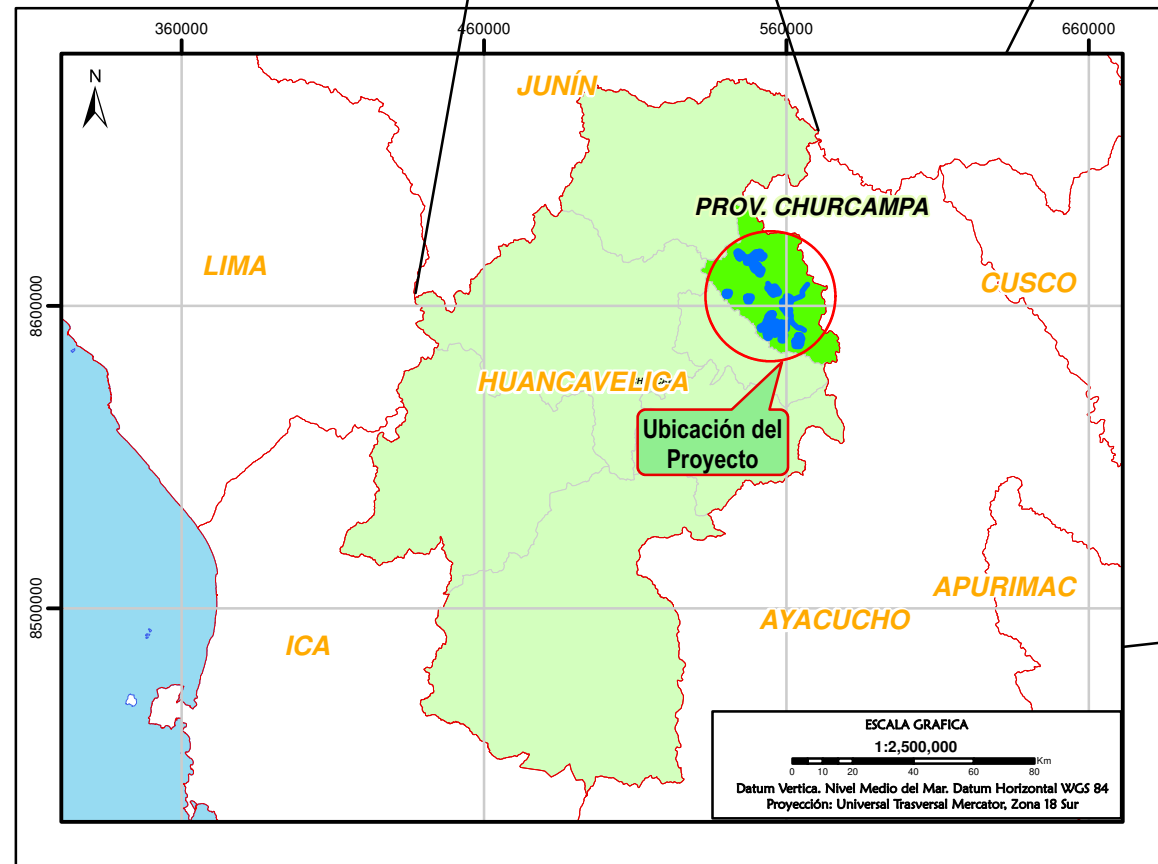 360000
460000
560000
660000
N
JUNÍN
PROV. CHURCAMPA
LIMA
CUSCO
8600000
HUANCAVELICA
Ubicación del
Proyecto
8500000
APURIMAC
AYACUCHO
ICA
ESCALA GRAFICA
1:2,500,000
Km
0 10 20 40 60 80
Datum Vertica. Nivel Medio del Mar. Datum Horizontal WGS 84
Proyección: Universal Trasversal Mercator, Zona 18 Sur